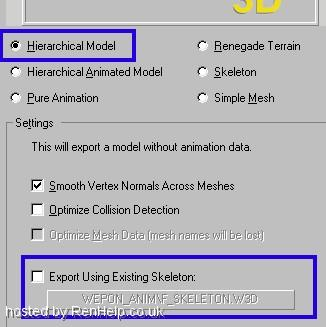 3D
Hierarchical Model
Renegade Terrain
Hierarchical Animated Model
Skeleton
Pure Animation
Simple Mesh
Settings
This will export a model without animation data.
Smooth Vertex Normals Across Meshes
Optimize Collision Detection
Optimize Mesh Data (mesh names will be lost)
Export Using Existing Skeleton:
WEPON_ANIM\F_SKELETON.W3D
hosted by RenHelp.co.uk